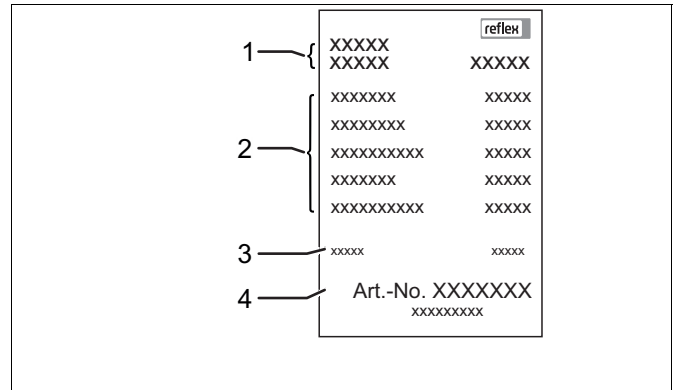 reflex
1 XXXXX
XXXXX XXXXX
xxxxxxx xxxxx
xxxxxxxx xxxxx
2 xxxxxxxxxx xxxxx
xxxxxxx xxxxx
xxxxxxxxxx xxxxx
3 xxxxx xxxxx
4 Art.-No. XXXXXXX
xxxxxxxxx